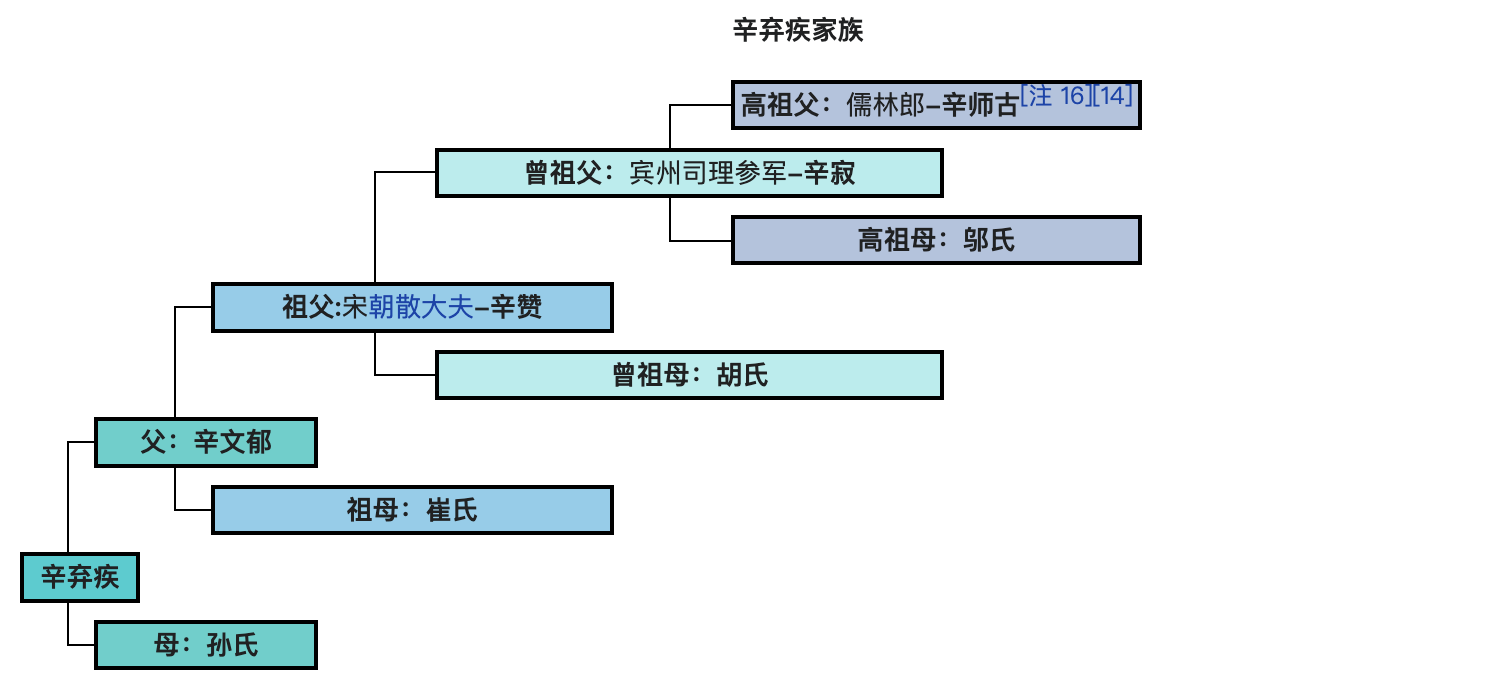 辛弃疾家族
高祖父：儒林郎–辛师古[注 16][14]
曾祖父：宾州司理参军–辛寂
高祖母：邬氏
祖父:宋朝散大夫–辛赞
曾祖母：胡氏
父：辛文郁
祖母：崔氏
辛弃疾
母：孙氏